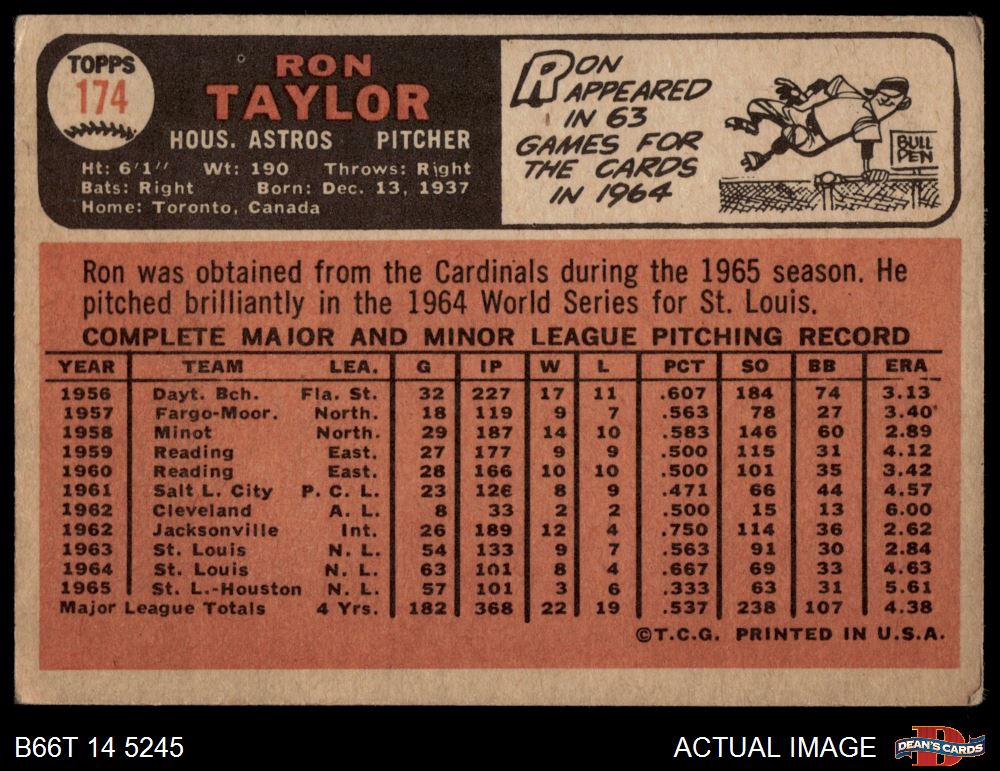 TOPPS
174
RON
TAYLOR
HOUS. ASTROS PITCHER
Ht: 6'1" Wt: 190 Throws: Right
Bats: Right Born: Dec. 13, 1937
Home: Toronto, Canada
RON
APPEARED
IN 63
GAMES FOR
THE CARDS
IN 1964
BULL
PEN
Ron was obtained from the Cardinals during the 1965 season. He
pitched brilliantly in the 1964 World Series for St. Louis.
COMPLETE MAJOR AND MINOR LEAGUE PITCHING RECORD
YEAR TEAM LEA. G IP W L PCT SO BB ERA
1956 Dayt. Bch. Fla. St. 32 227 17 11 .607 184 74 3.13
1957 Fargo-Moor. North. 18 119 9 7 .563 78 27 3.40
1958 Minot North. 29 187 14 10 .583 146 60 2.89
1959 Reading East. 27 177 9 9 .500 115 31 4.12
1960 Reading East. 28 166 10 10 .500 101 35 3.42
1961 Salt L. City P. C. L. 23 126 8 9 .471 66 44 4.57
1962 Cleveland A. L. 8 33 2 2 .500 15 13 6.00
1962 Jacksonville Int. 26 189 12 4 .750 114 36 2.62
1963 St. Louis N. L. 54 133 9 7 .563 91 30 2.84
1964 St. Louis N. L. 63 101 8 4 .667 69 33 4.63
1965 St. L.-Houston N. L. 57 101 3 6 .333 63 31 5.61
Major League Totals 4 Yrs. 182 368 22 19 .537 238 107 4.38
©T.C.G. PRINTED IN U.S.A.
B66T 14 5245 ACTUAL IMAGE DEAN'S CARDS